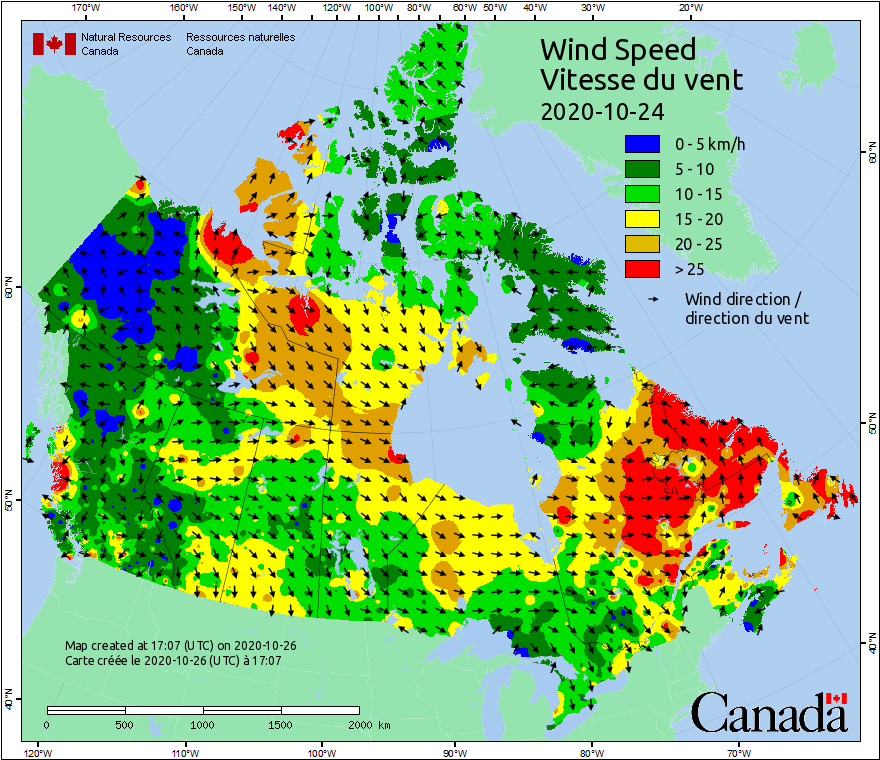 170°W 160°W 150°W 140°W 120°W 100°W 80°W 60°W 50°W 40°W 30°W 20°W
Natural Resources Ressources naturelles
Canada Canada
Wind Speed
Vitesse du vent
2020-10-24
0 - 5 km/h
5 - 10
10 - 15
15 - 20
20 - 25
> 25
Wind direction /
direction du vent
60°N
60°N
50°N
50°N
40°N
40°N
Map created at 17:07 (UTC) on 2020-10-26
Carte créée le 2020-10-26 (UTC) à 17:07
0 500 1000 1500 2000 km
Canada
120°W 110°W 100°W 90°W 80°W 70°W